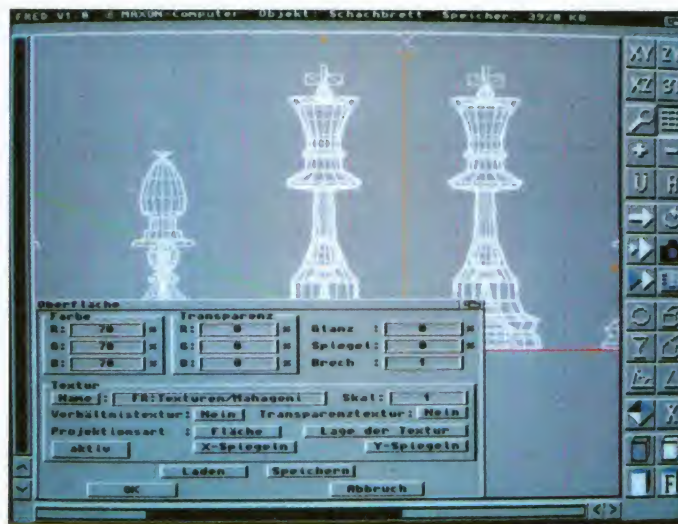 FRED V1.0 © MAXON-Computer Objekt: Schachbrett Speicher: 3920 KB
XY
XZ
+ -
U R
Oberfläche
Farbe Transparenz
R: 70 % R: 0 % Glanz : 0 %
G: 70 % G: 0 % Spiegel: 0 %
B: 70 % B: 0 % Brech : 1
Textur
Name : FR:Texturen/Mahagoni Skal: 1
Verhältnistextur: Nein Transparenztextur: Nein
Projektionsart : Fläche Lage der Textur
aktiv X-Spiegeln Y-Spiegeln
Laden Speichern
OK Abbruch
F